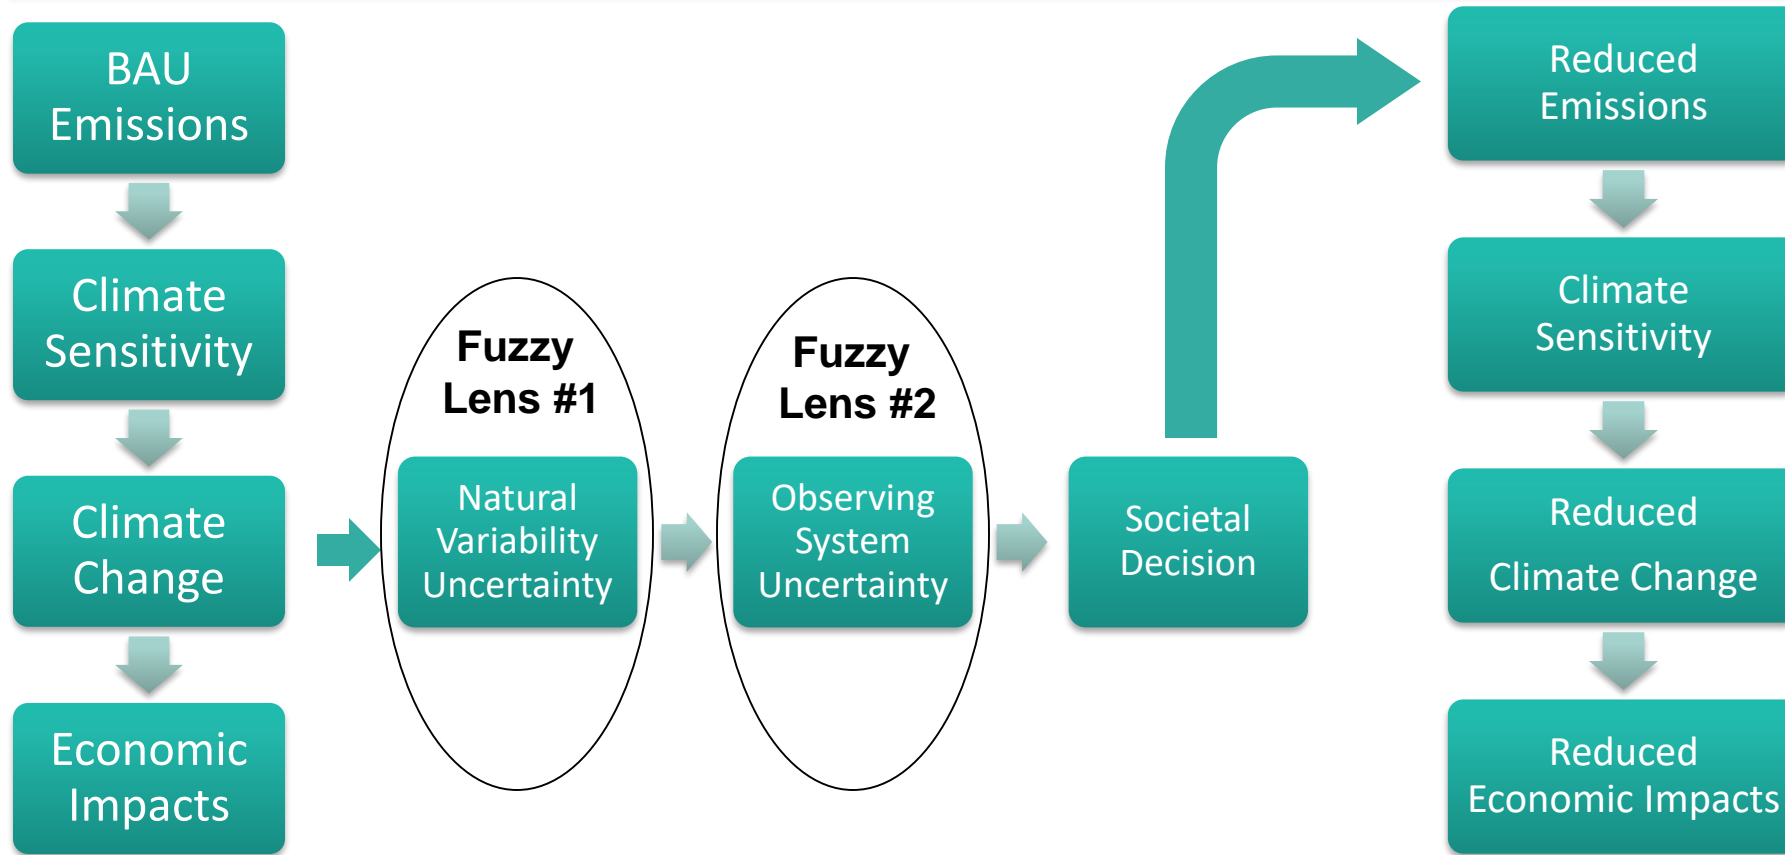 BAU
Emissions
Climate
Sensitivity
Climate
Change
Economic
Impacts
Fuzzy
Lens #1
Natural
Variability
Uncertainty
Fuzzy
Lens #2
Observing
System
Uncertainty
Societal
Decision
Reduced
Emissions
Climate
Sensitivity
Reduced
Climate Change
Reduced
Economic Impacts